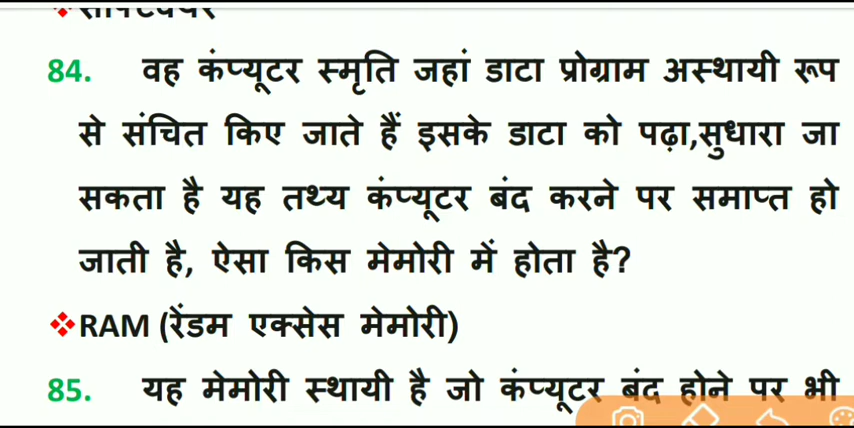 84. वह कंप्यूटर स्मृति जहां डाटा प्रोग्राम अस्थायी रूप
से संचित किए जाते हैं इसके डाटा को पढ़ा,सुधारा जा
सकता है यह तथ्य कंप्यूटर बंद करने पर समाप्त हो
जाती है, ऐसा किस मेमोरी में होता है?
❖RAM (रेंडम एक्सेस मेमोरी)
85. यह मेमोरी स्थायी है जो कंप्यूटर बंद होने पर भी